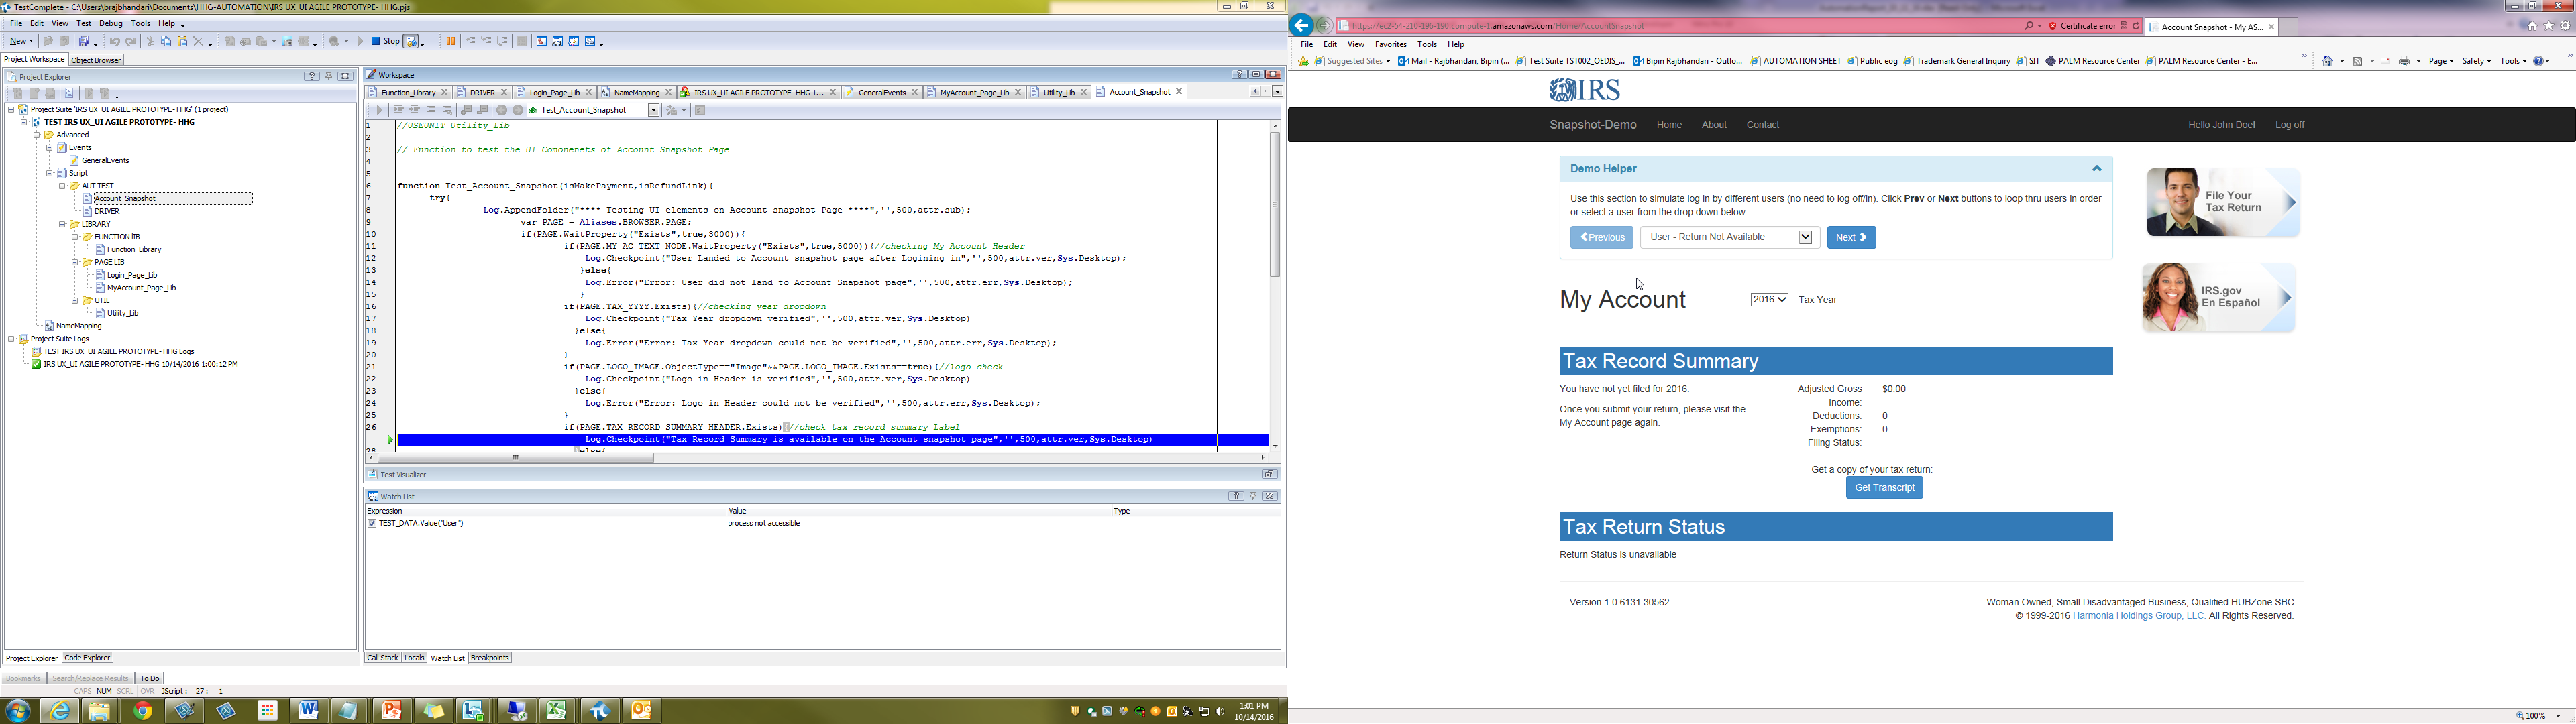 TestComplete - C:\Users\brajbhandari\Documents\HHG-AUTOMATION\IRS UX_UI AGILE PROTOTYPE- HHG.pjs
File Edit View Test Debug Tools Help
New Stop
Project Workspace Object Browser
Project Explorer
Project Suite 'IRS UX_UI AGILE PROTOTYPE-HHG' (1 project)
TEST IRS UX_UI AGILE PROTOTYPE- HHG
Advanced
Events
GeneralEvents
Script
AUT TEST
Account_Snapshot
DRIVER
LIBRARY
FUNCTION lIB
Function_Library
PAGE LIB
Login_Page_Lib
MyAccount_Page_Lib
UTIL
Utility_Lib
NameMapping
Project Suite Logs
TEST IRS UX_UI AGILE PROTOTYPE- HHG Logs
IRS UX_UI AGILE PROTOTYPE-HHG 10/14/2016 1:00:12 PM
Project Explorer Code Explorer
Workspace
Function_Library DRIVER Login_Page_Lib NameMapping IRS UX_UI AGILE PROTOTYPE-HHG 1... GeneralEvents MyAccount_Page_Lib Utility_Lib Account_Snapshot
Test_Account_Snapshot
1 //USEUNIT Utility_Lib
2
3 // Function to test the UI Comonenets of Account Snapshot Page
4
5
6 function Test_Account_Snapshot(isMakePayment,isRefundLink){
7 try{
8 Log.AppendFolder("**** Testing UI elements on Account snapshot Page ****",'',500,attr.sub);
9 var PAGE = Aliases.BROWSER.PAGE;
10 if(PAGE.WaitProperty("Exists",true,3000)){
11 if(PAGE.MY_AC_TEXT_NODE.WaitProperty("Exists",true,5000)){//checking My Account Header
12 Log.Checkpoint("User Landed to Account snapshot page after Logining in",'',500,attr.ver,Sys.Desktop);
13 }else{
14 Log.Error("Error: User did not land to Account Snapshot page",'',500,attr.err,Sys.Desktop);
15 }
16 if(PAGE.TAX_YYYY.Exists){//checking year dropdown
17 Log.Checkpoint("Tax Year dropdown verified",'',500,attr.ver,Sys.Desktop)
18 }else{
19 Log.Error("Error: Tax Year dropdown could not be verified",'',500,attr.err,Sys.Desktop);
20 }
21 if(PAGE.LOGO_IMAGE.ObjectType=="Image"&&PAGE.LOGO_IMAGE.Exists==true){//logo check
22 Log.Checkpoint("Logo in Header is verified",'',500,attr.ver,Sys.Desktop)
23 }else{
24 Log.Error("Error: Logo in Header could not be verified",'',500,attr.err,Sys.Desktop);
25 }
26 if(PAGE.TAX_RECORD_SUMMARY_HEADER.Exists){//check tax record summary Label
Log.Checkpoint("Tax Record Summary is available on the Account snapshot page",'',500,attr.ver,Sys.Desktop)
28 }else{
Test Visualizer
Watch List
Expression Value Type
TEST_DATA.Value("User") process not accessible
Call Stack Locals Watch List Breakpoints
Bookmarks Search/Replace Results To Do
CAPS NUM SCRL OVR JScript : 27 : 1
1:01 PM
10/14/2016
https://ec2-54-210-196-190.compute-1.amazonaws.com/Home/AccountSnapshot Certificate error Account Snapshot - My AS...
File Edit View Favorites Tools Help
Suggested Sites Mail - Rajbhandari, Bipin (... Test Suite TST002_OEDIS_... Bipin Rajbhandari - Outlo... AUTOMATION SHEET Public eog Trademark General Inquiry SIT PALM Resource Center PALM Resource Center - E... Page Safety Tools
IRS
Snapshot-Demo Home About Contact Hello John Doe! Log off
Demo Helper
Use this section to simulate log in by different users (no need to log off/in). Click Prev or Next buttons to loop thru users in order
or select a user from the drop down below.
Previous User - Return Not Available Next
File Your
Tax Return
IRS.gov
En Español
My Account 2016 Tax Year
Tax Record Summary
You have not yet filed for 2016.
Once you submit your return, please visit the
My Account page again.
Adjusted Gross $0.00
Income:
Deductions: 0
Exemptions: 0
Filing Status:
Get a copy of your tax return:
Get Transcript
Tax Return Status
Return Status is unavailable
Version 1.0.6131.30562
Woman Owned, Small Disadvantaged Business, Qualified HUBZone SBC
© 1999-2016 Harmonia Holdings Group, LLC. All Rights Reserved.
100%